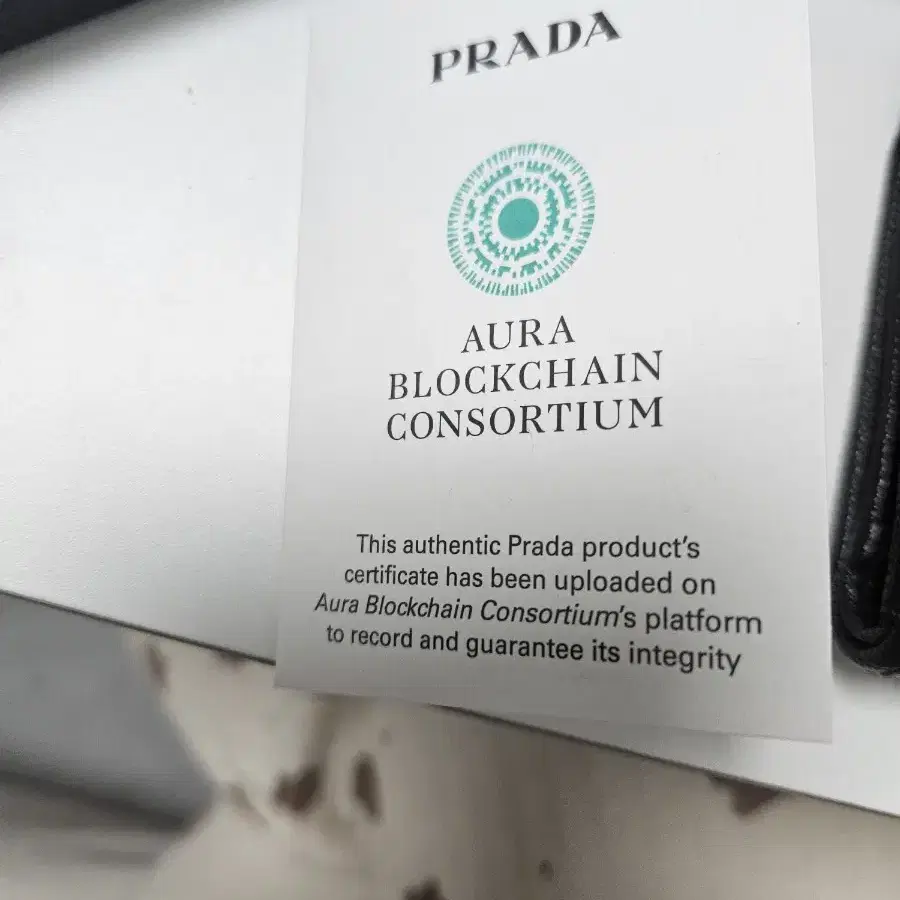 PRADA
AURA
BLOCKCHAIN
CONSORTIUM
This authentic Prada product's
certificate has been uploaded on
Aura Blockchain Consortium's platform
to record and guarantee its integrity